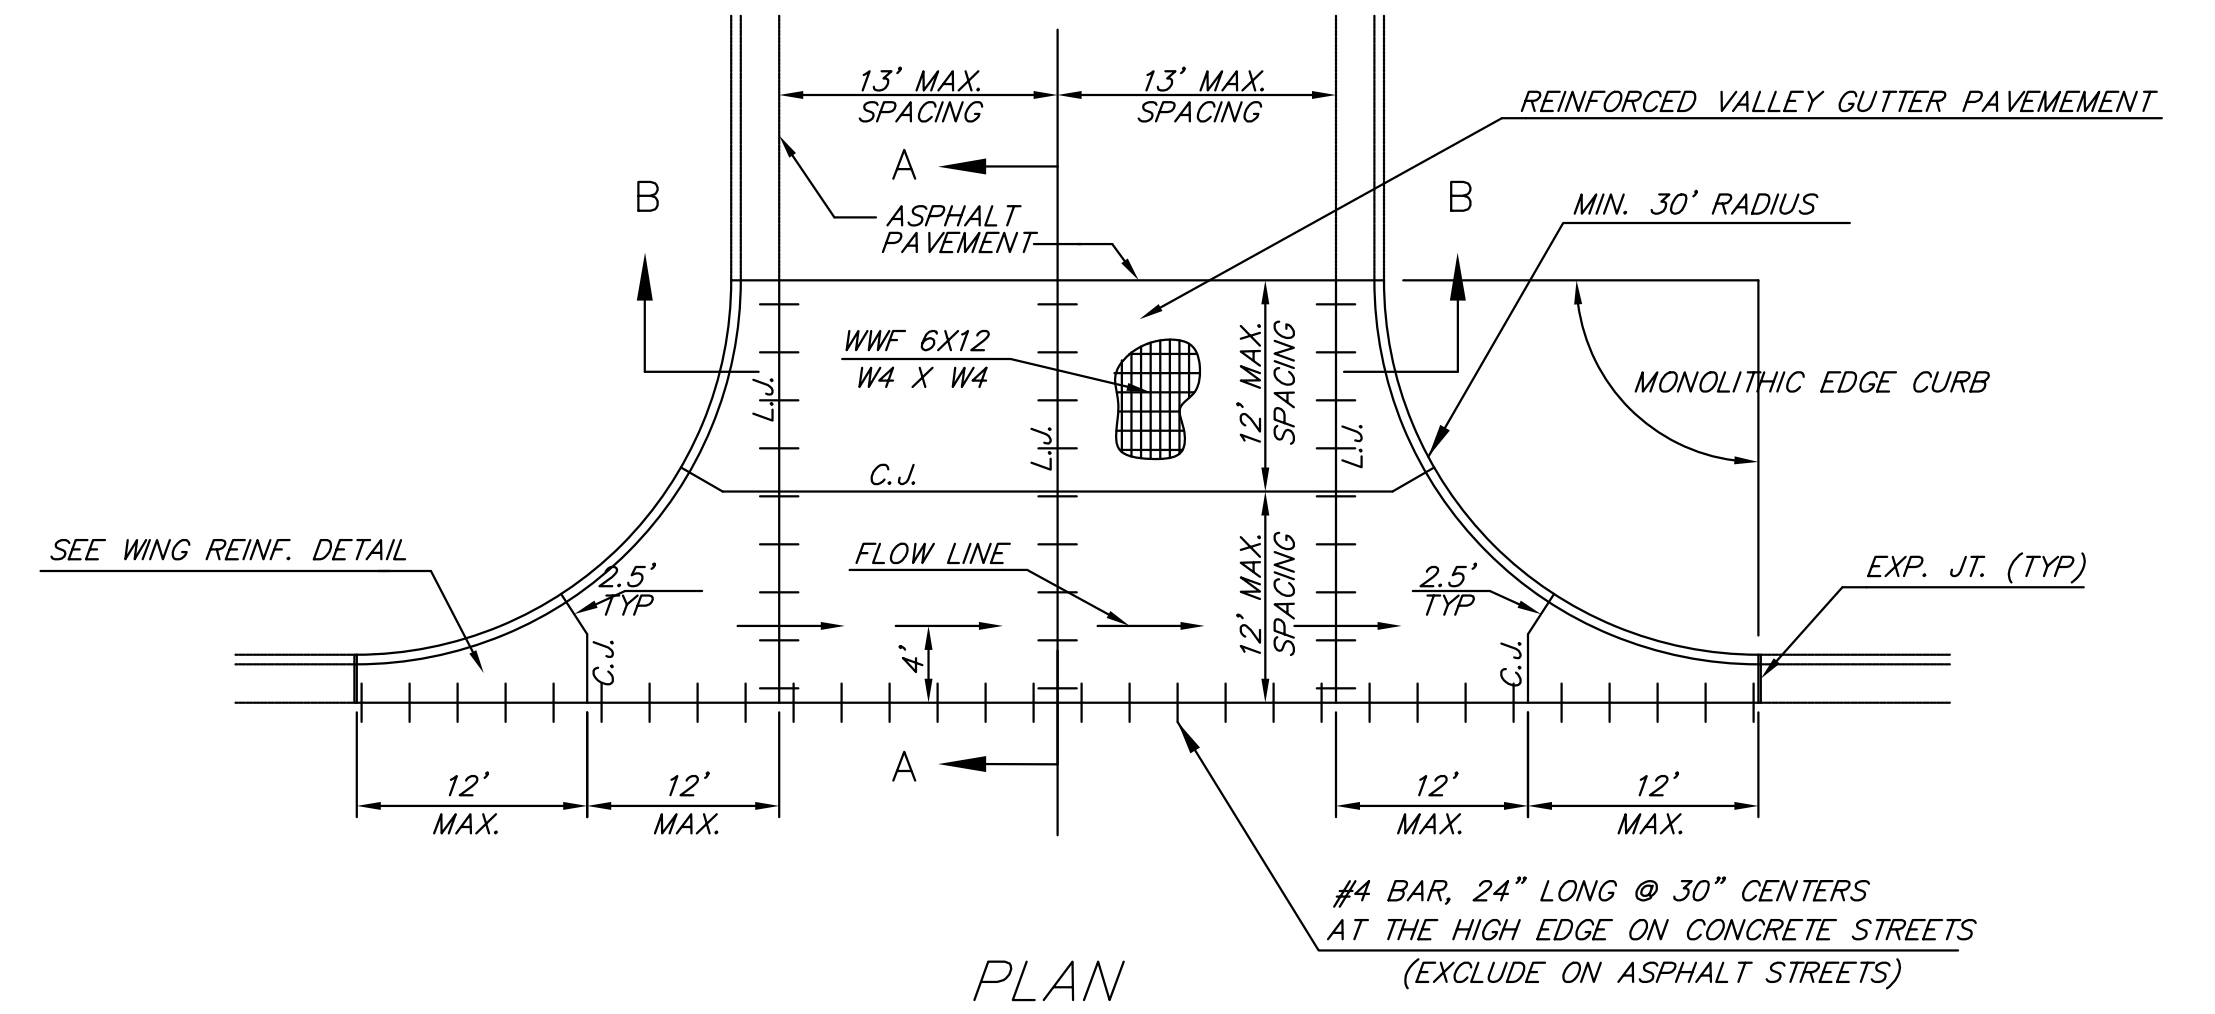 13' MAX.
SPACING
13' MAX.
SPACING
REINFORCED VALLEY GUTTER PAVEMEMENT
A
B
B
ASPHALT
PAVEMENT
MIN. 30' RADIUS
WWF 6X12
W4 X W4
12' MAX.
SPACING
MONOLITHIC EDGE CURB
L.J.
L.J.
L.J.
C.J.
SEE WING REINF. DETAIL
2.5'
TYP
FLOW LINE
12' MAX.
SPACING
2.5'
TYP
EXP. JT. (TYP)
C.J.
4'
C.J.
12'
MAX.
12'
MAX.
A
12'
MAX.
12'
MAX.
#4 BAR, 24" LONG @ 30" CENTERS
AT THE HIGH EDGE ON CONCRETE STREETS
(EXCLUDE ON ASPHALT STREETS)
PLAN